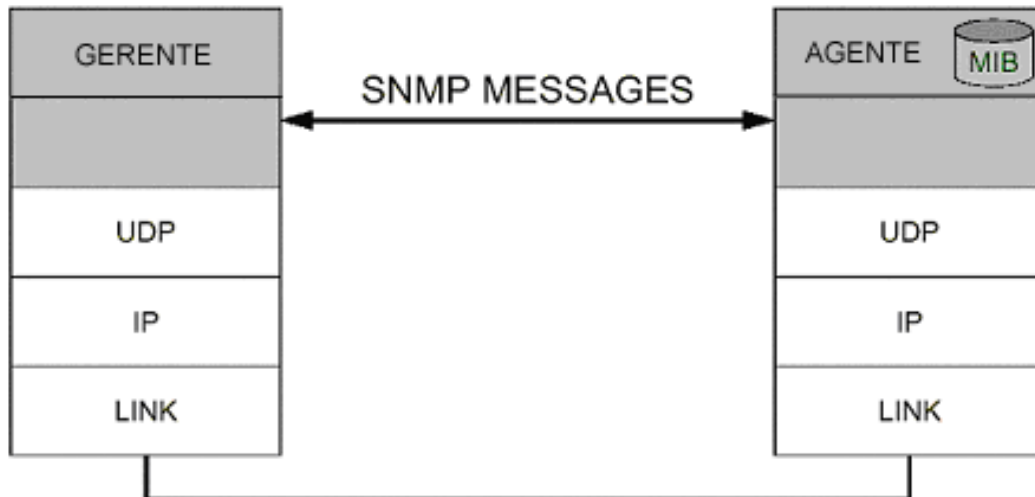 GERENTE
SNMP MESSAGES
AGENTE
MIB
UDP
UDP
IP
IP
LINK
LINK